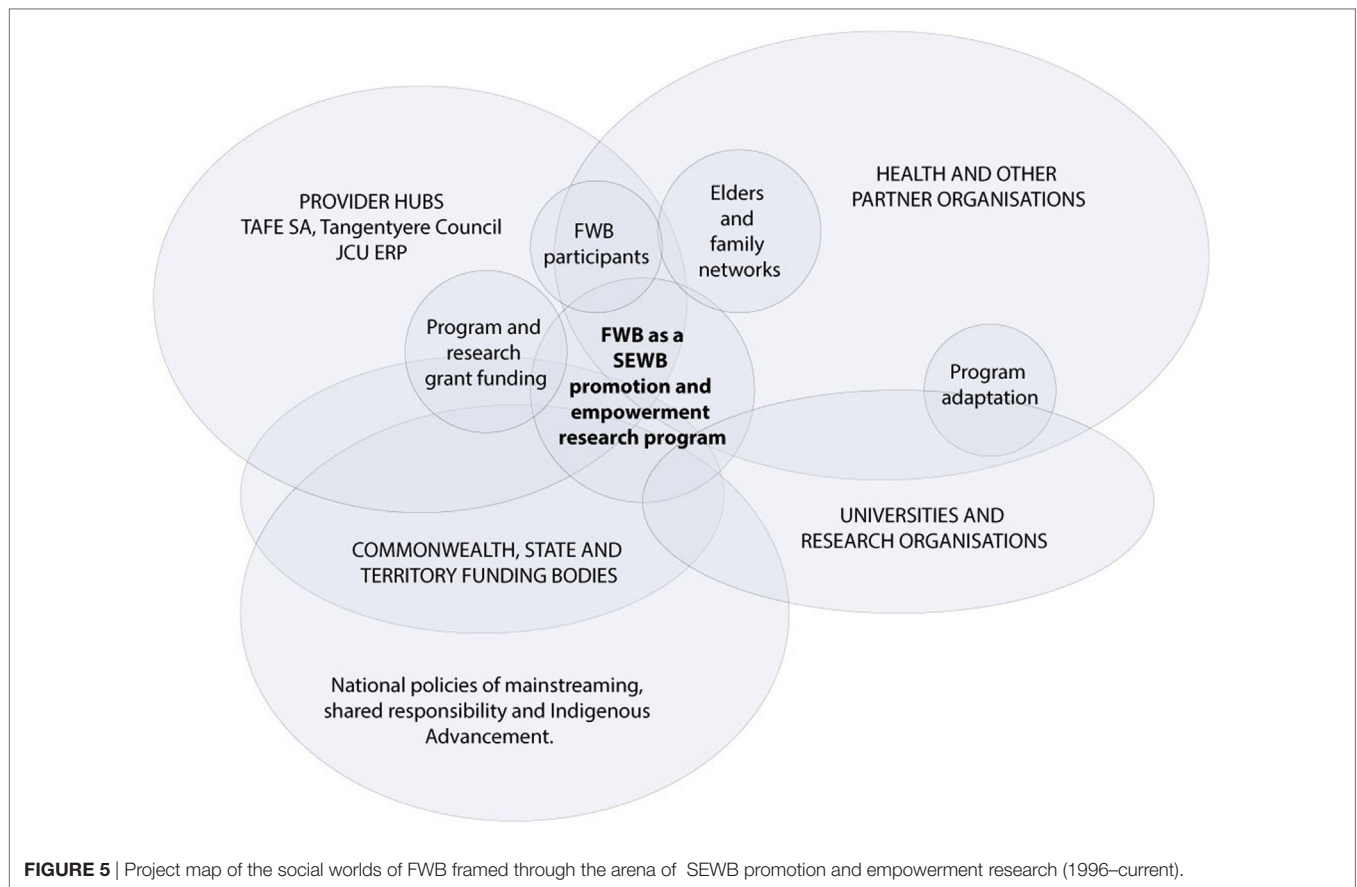 PROVIDER HUBS
TAFE SA, Tangentyere Council
JCU ERP
FWB
participants
Elders
and
family
networks
HEALTH AND OTHER
PARTNER ORGANISATIONS
Program and
research
grant funding
FWB as a
SEWB
promotion and
empowerment
research program
Program
adaptation
UNIVERSITIES AND
RESEARCH ORGANISATIONS
COMMONWEALTH, STATE AND
TERRITORY FUNDING BODIES
National policies of mainstreaming,
shared responsibility and Indigenous
Advancement.
FIGURE 5 | Project map of the social worlds of FWB framed through the arena of SEWB promotion and empowerment research (1996–current).